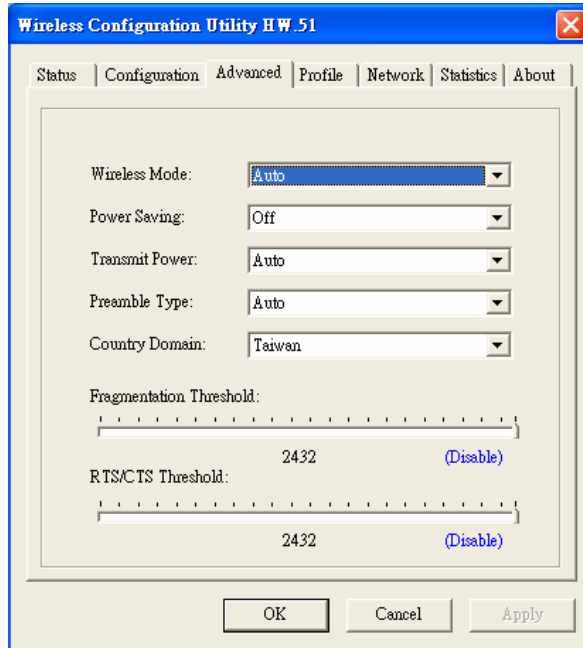 Wireless Configuration Utility HW.51
Status Configuration Advanced Profile Network Statistics About
Wireless Mode: Auto
Power Saving: Off
Transmit Power: Auto
Preamble Type: Auto
Country Domain: Taiwan
Fragmentation Threshold:
2432 (Disable)
RTS/CTS Threshold:
2432 (Disable)
OK Cancel Apply